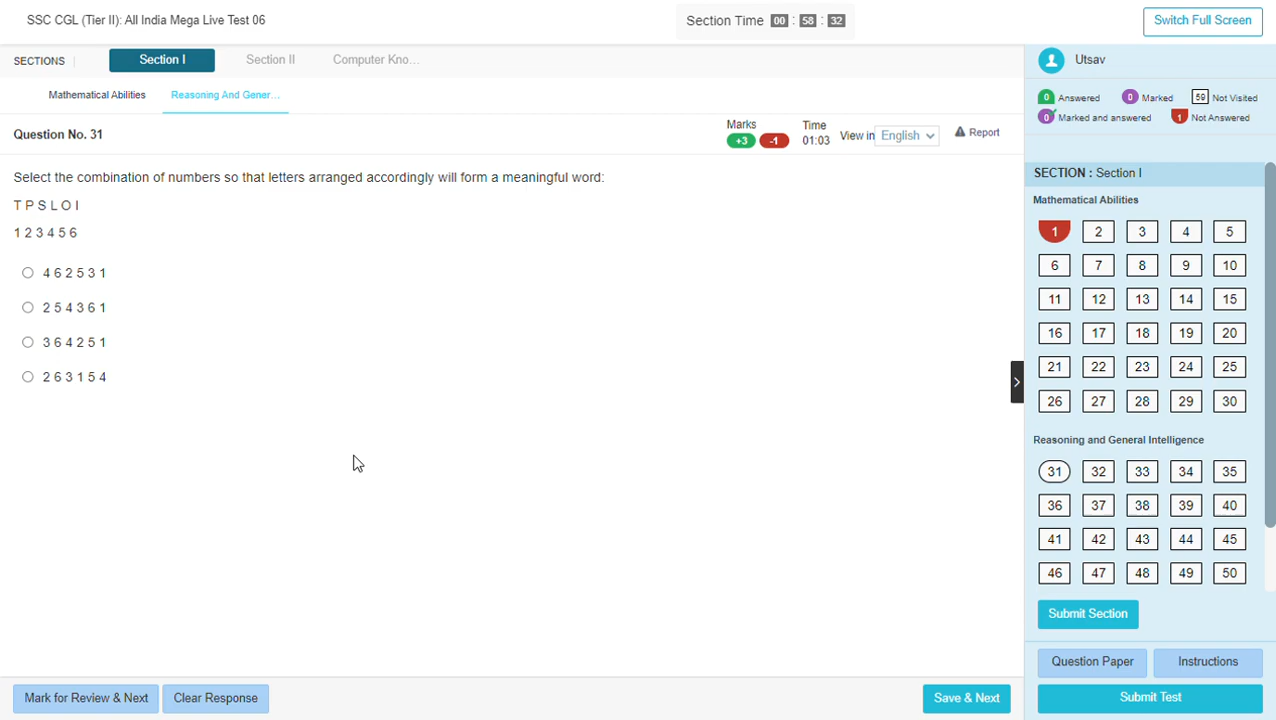 SSC CGL (Tier II): All India Mega Live Test 06
Section Time 00 : 58 : 32
Switch Full Screen
SECTIONS
Section I
Section II
Computer Kno...
Utsav
Mathematical Abilities
Reasoning And Gener...
0 Answered
0 Marked
59 Not Visited
0 Marked and answered
1 Not Answered
Question No. 31
Marks
+3 -1
Time
01:03
View in English
Report
Select the combination of numbers so that letters arranged accordingly will form a meaningful word:
T P S L O I
1 2 3 4 5 6
4 6 2 5 3 1
2 5 4 3 6 1
3 6 4 2 5 1
2 6 3 1 5 4
SECTION : Section I
Mathematical Abilities
1 2 3 4 5
6 7 8 9 10
11 12 13 14 15
16 17 18 19 20
21 22 23 24 25
26 27 28 29 30
Reasoning and General Intelligence
31 32 33 34 35
36 37 38 39 40
41 42 43 44 45
46 47 48 49 50
Submit Section
Question Paper
Instructions
Submit Test
Mark for Review & Next
Clear Response
Save & Next